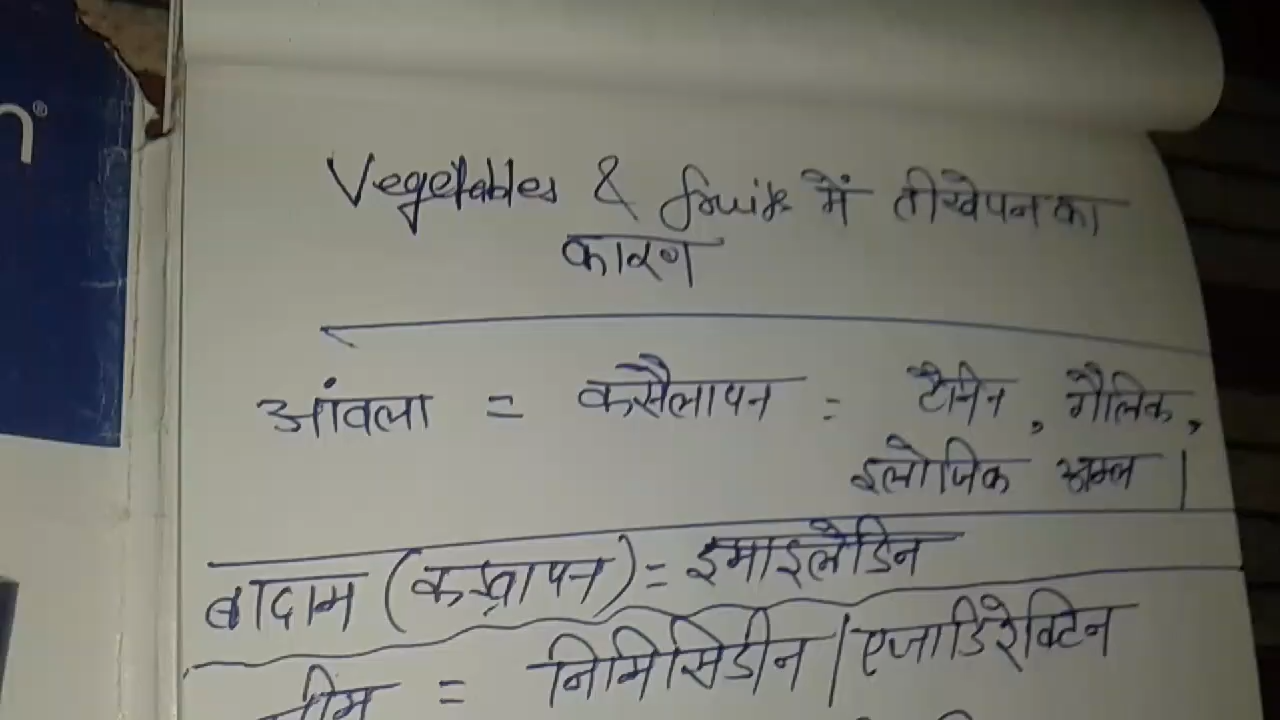 n®
Vegetables & fruits में तीखेपन का
कारण
आंवला = कसैलापन = टैनिन, गैलिक,
इलोजिक अम्ल।
बादाम (कड़वापन) = इमाइलेडिन
नीम = निमिसिडीन / एजाडिरेक्टिन